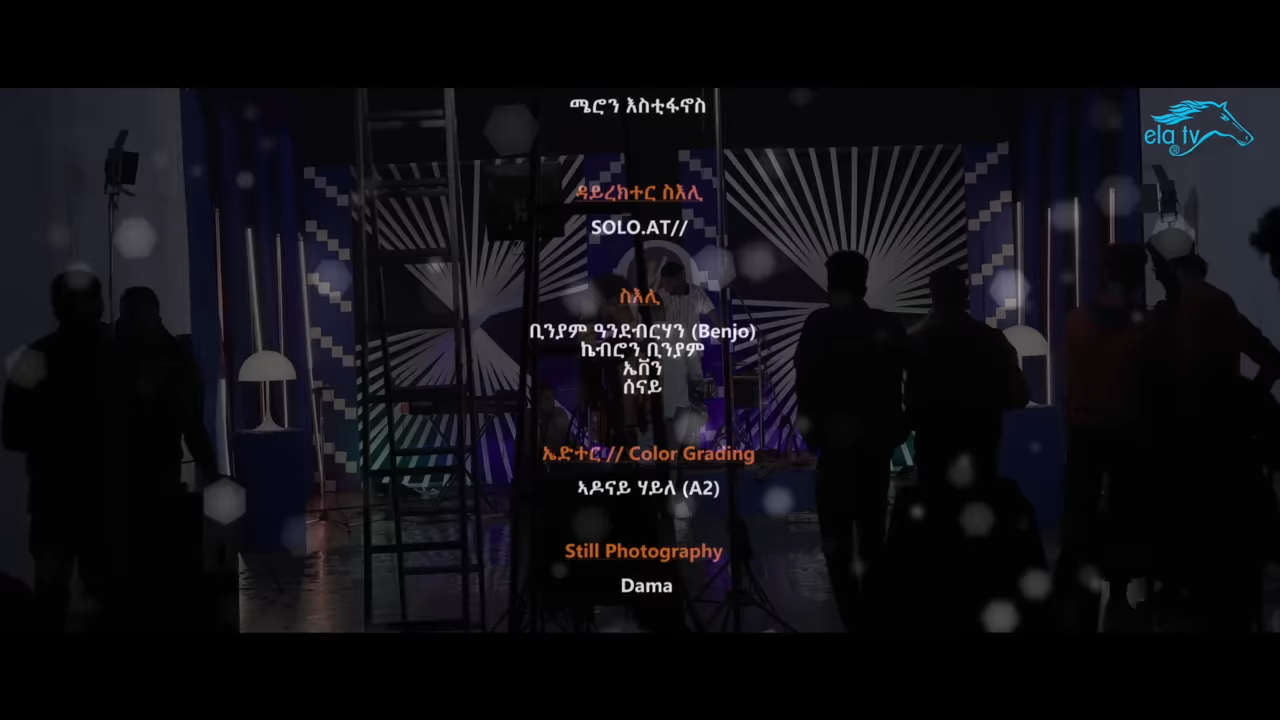 ሜሮን እስቲፋኖስ
ela tv
®
ዳይረክተር ስእሊ
SOLO.AT//
ስእሊ
ቢንያም ዓንደብርሃን (Benjo)
ኬብሮን ቢንያም
ኤቨን
ሰናይ
ኤድተር // Color Grading
ኣዶናይ ሃይለ (A2)
Still Photography
Dama